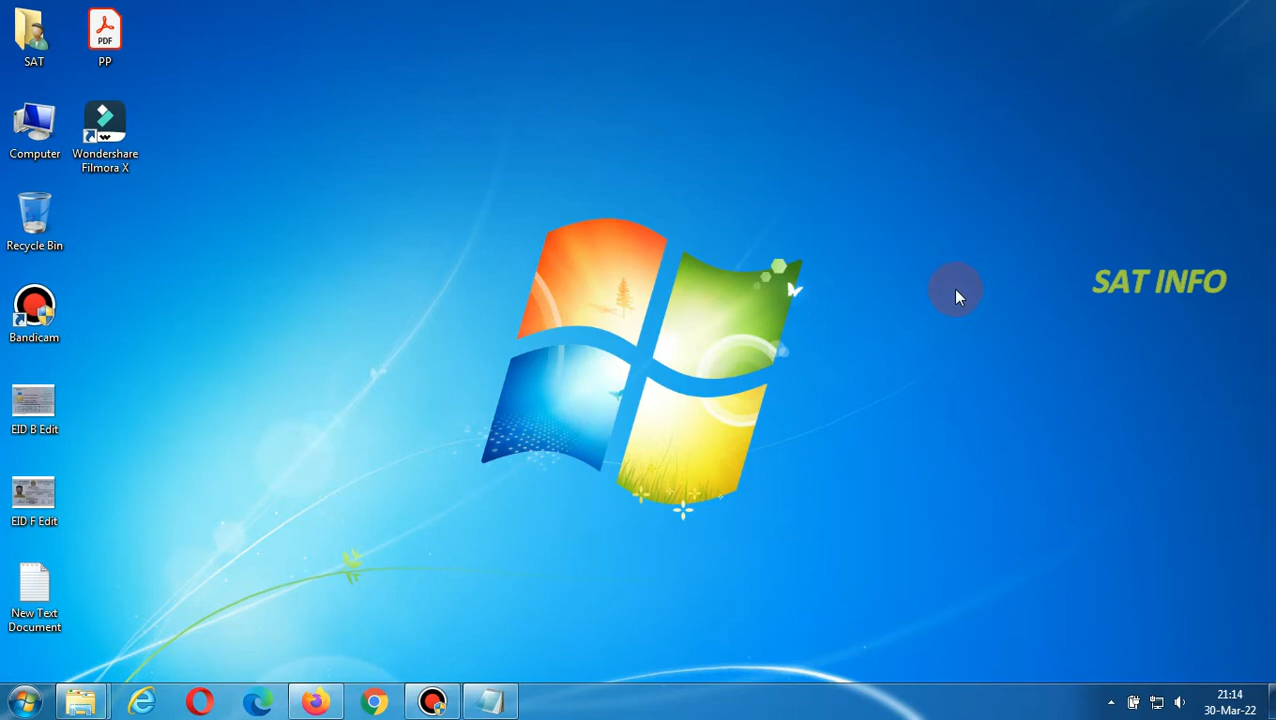 SAT
PDF
PP
Computer
Wondershare
Filmora X
Recycle Bin
SAT INFO
Bandicam
EID B Edit
EID F Edit
New Text
Document
21:14
30-Mar-22